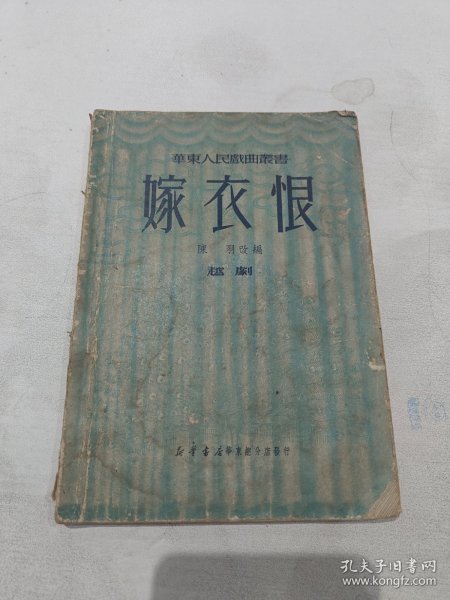 華東人民戲曲叢書
嫁衣恨
陳羽改編
越劇
新華書店華東總分店發行
孔夫子旧书网
www.kongfz.com